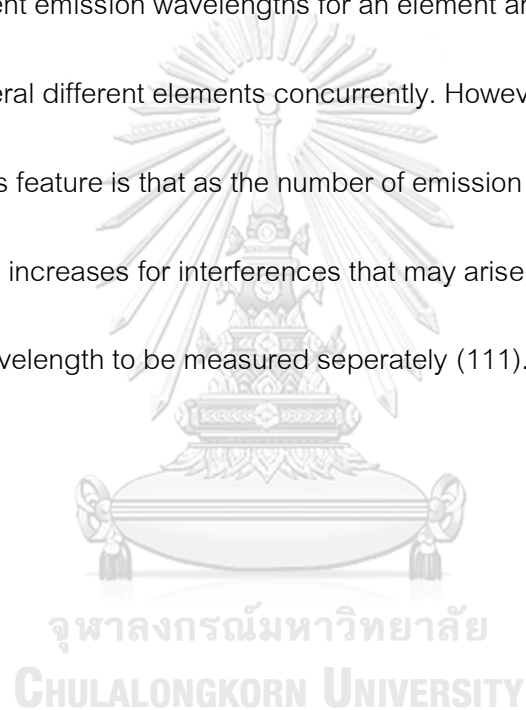 ent emission wavelengths for an element an
eral different elements concurrently. Howev
s feature is that as the number of emission
increases for interferences that may arise
velength to be measured seperately (111).
จุฬาลงกรณ์มหาวิทยาลัย
CHULALONGKORN UNIVERSITY